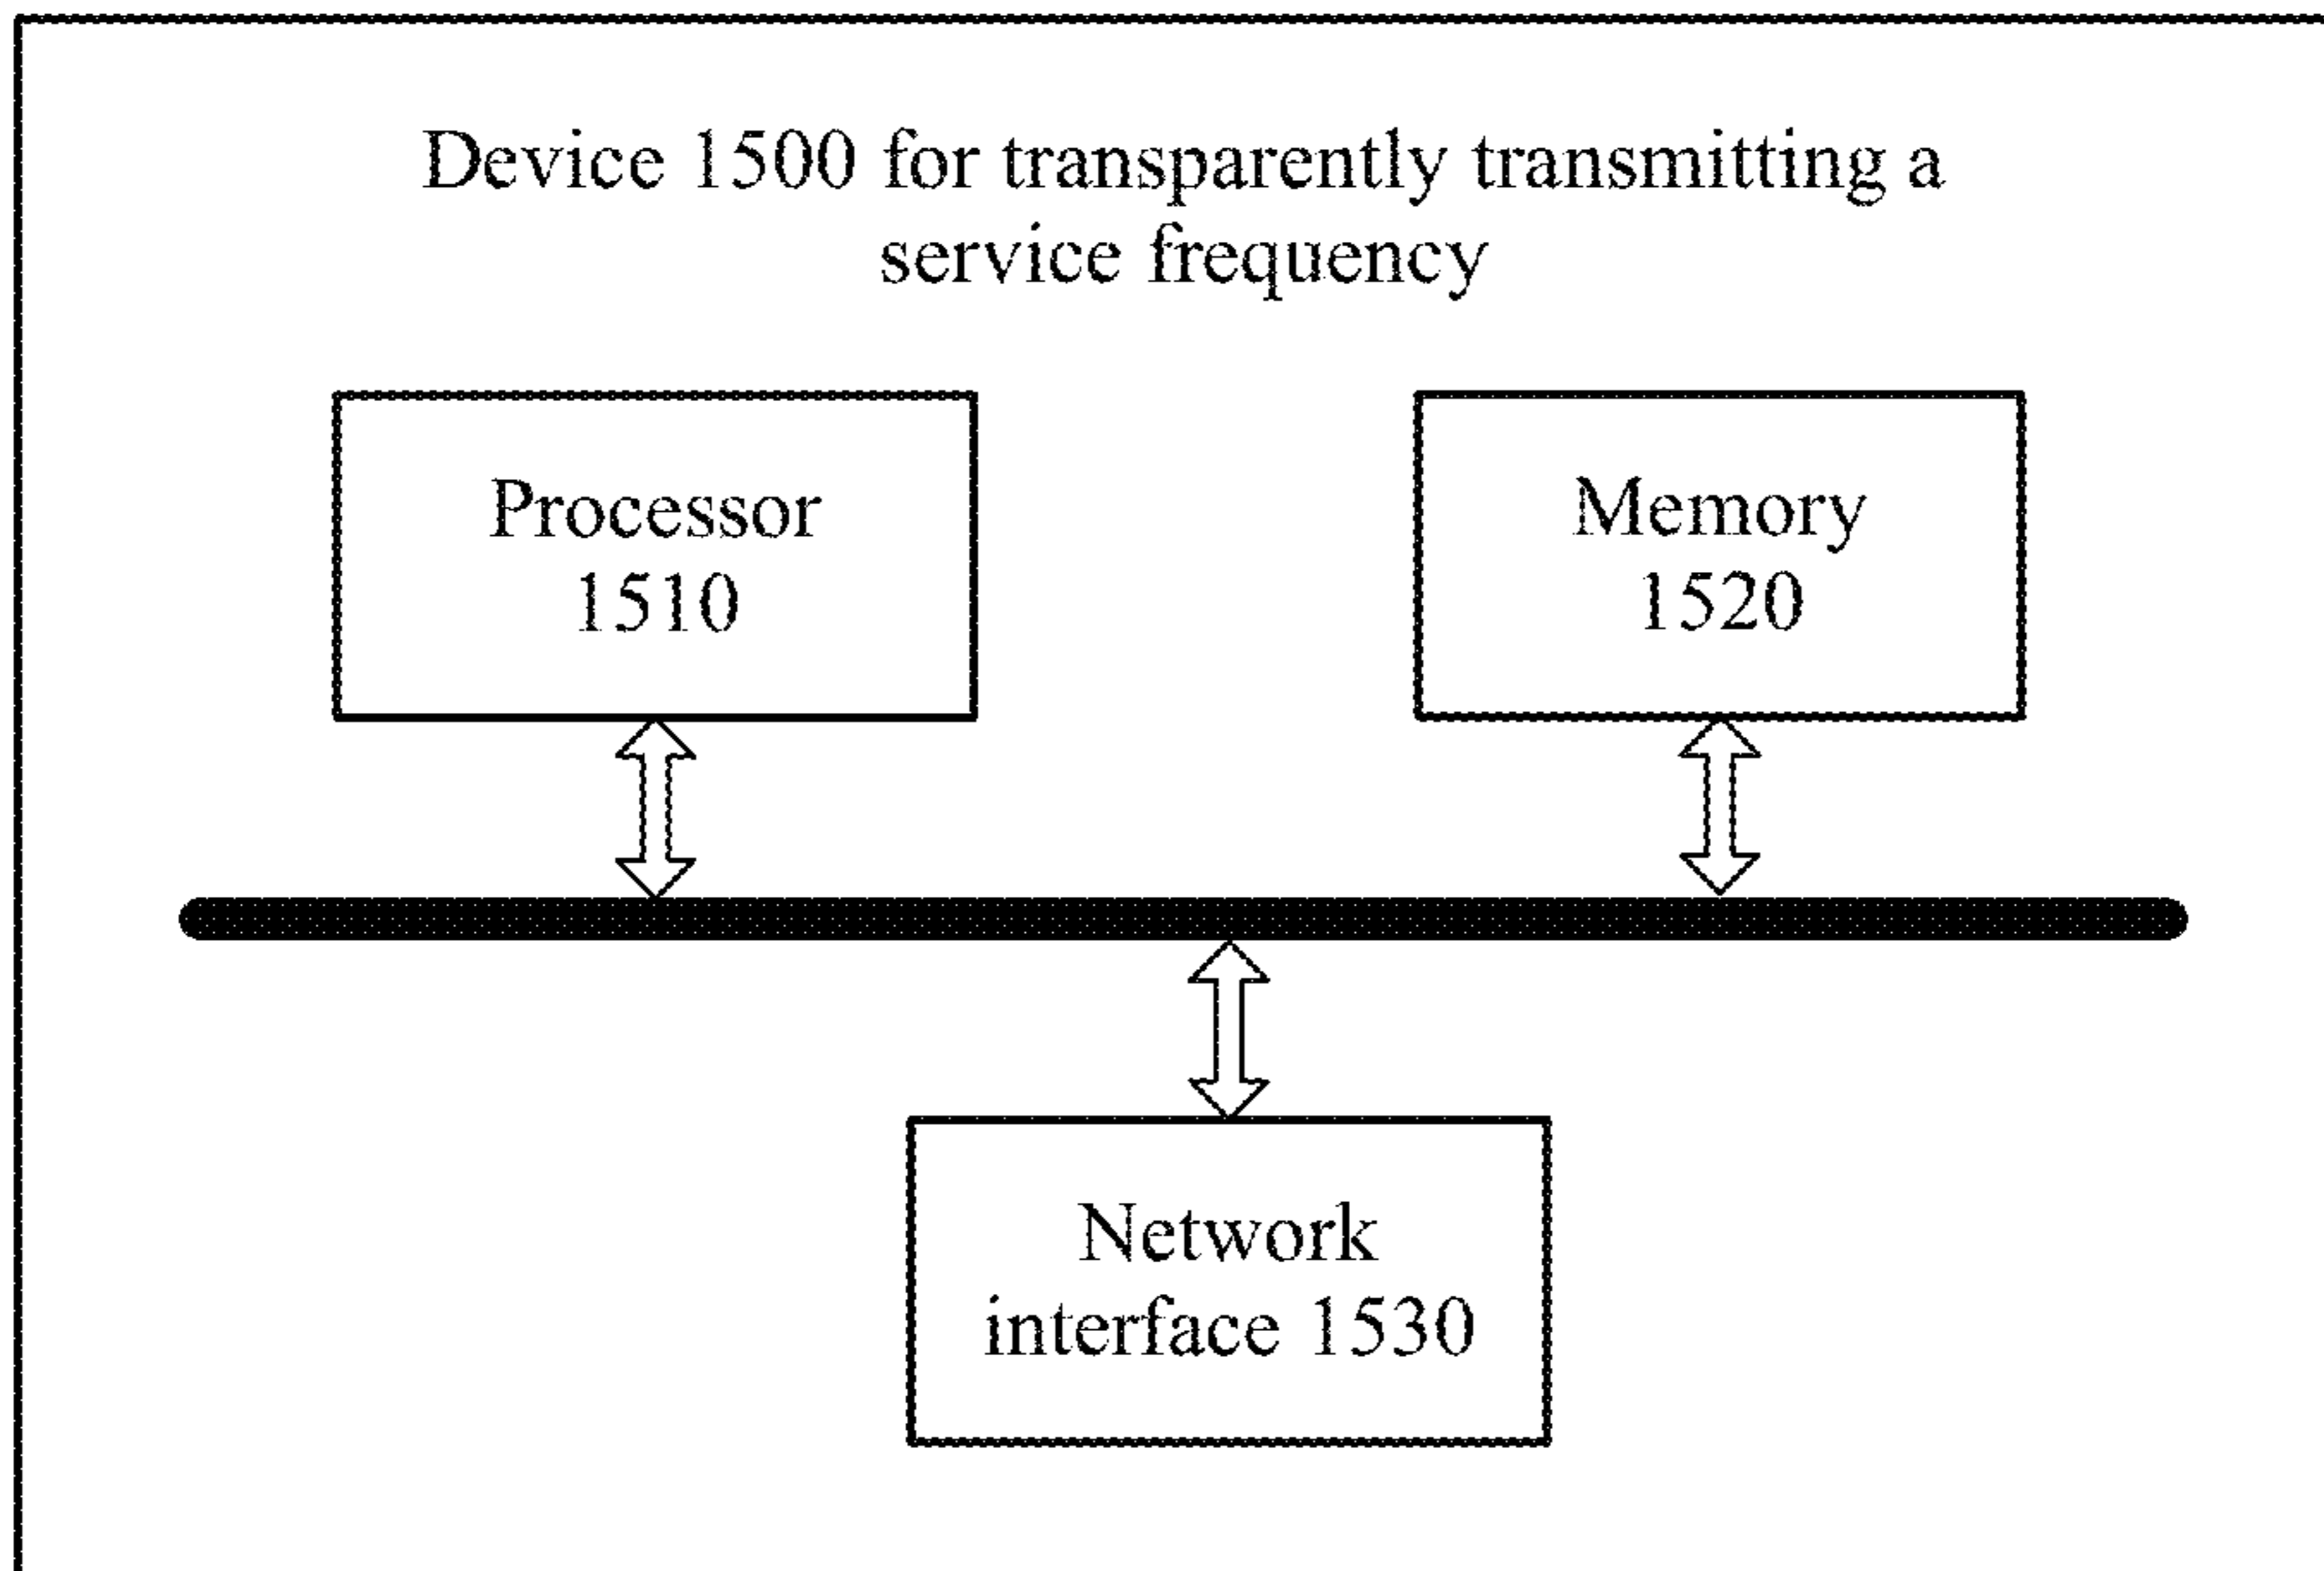 Device 1500 for transparently transmitting a
service frequency
Processor
1510
Memory
1520
Network
interface 1530